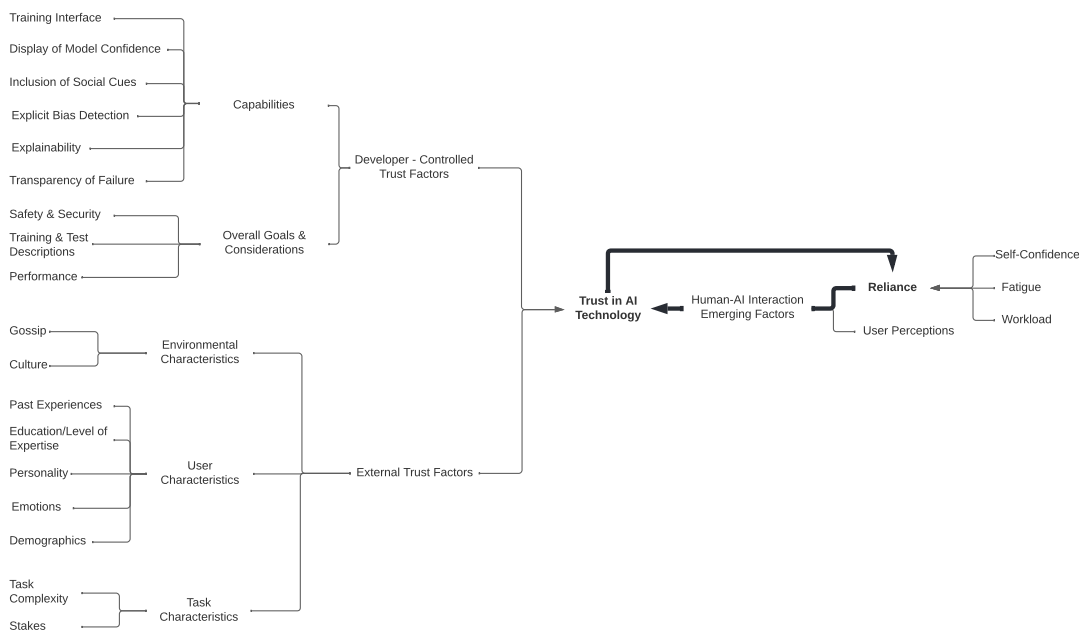 Training Interface
Display of Model Confidence
Inclusion of Social Cues
Explicit Bias Detection
Explainability
Transparency of Failure
Capabilities
Safety & Security
Training & Test
Descriptions
Performance
Overall Goals &
Considerations
Developer - Controlled
Trust Factors
Gossip
Culture
Environmental
Characteristics
Past Experiences
Education/Level of
Expertise
Personality
Emotions
Demographics
User
Characteristics
Task
Complexity
Stakes
Task
Characteristics
External Trust Factors
Trust in AI
Technology
Human-AI Interaction
Emerging Factors
Reliance
User Perceptions
Self-Confidence
Fatigue
Workload